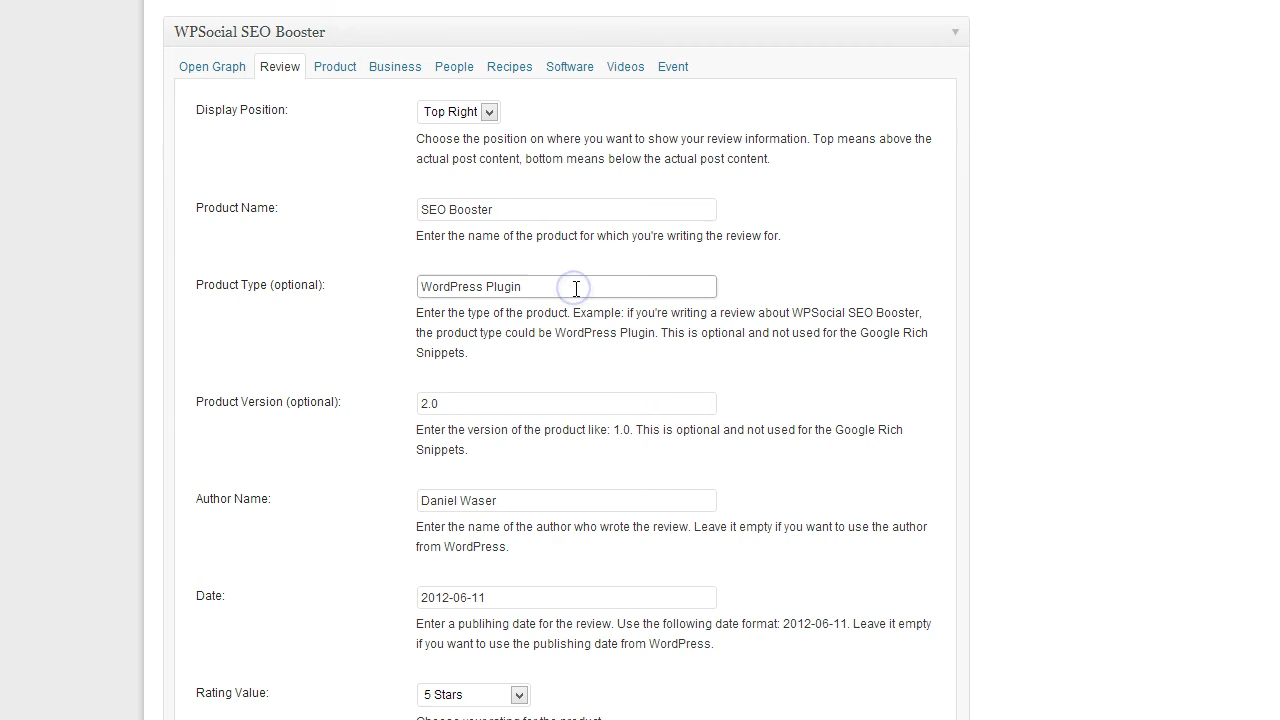 WPSocial SEO Booster
Open Graph Review Product Business People Recipes Software Videos Event
Display Position: Top Right
Choose the position on where you want to show your review information. Top means above the
actual post content, bottom means below the actual post content.
Product Name: SEO Booster
Enter the name of the product for which you're writing the review for.
Product Type (optional): WordPress Plugin
Enter the type of the product. Example: if you're writing a review about WPSocial SEO Booster,
the product type could be WordPress Plugin. This is optional and not used for the Google Rich
Snippets.
Product Version (optional): 2.0
Enter the version of the product like: 1.0. This is optional and not used for the Google Rich
Snippets.
Author Name: Daniel Waser
Enter the name of the author who wrote the review. Leave it empty if you want to use the author
from WordPress.
Date: 2012-06-11
Enter a publihing date for the review. Use the following date format: 2012-06-11. Leave it empty
if you want to use the publishing date from WordPress.
Rating Value: 5 Stars
Choose your rating for the product